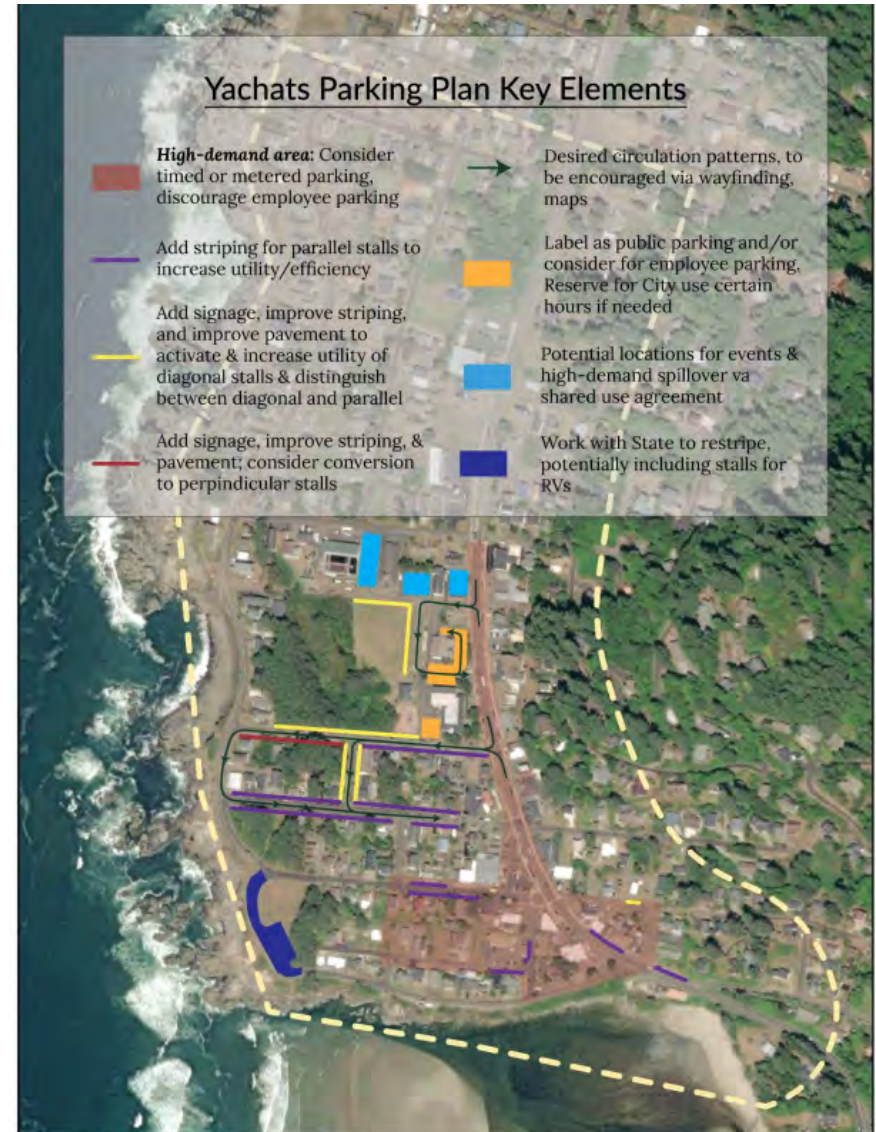 Yachats Parking Plan Key Elements
High-demand area: Consider
timed or metered parking,
discourage employee parking
Add striping for parallel stalls to
increase utility/efficiency
Add signage, improve striping,
and improve pavement to
activate & increase utility of
diagonal stalls & distinguish
between diagonal and parallel
Add signage, improve striping, &
pavement; consider conversion
to perpindicular stalls
Desired circulation patterns, to
be encouraged via wayfinding,
maps
Label as public parking and/or
consider for employee parking,
Reserve for City use certain
hours if needed
Potential locations for events &
high-demand spillover va
shared use agreement
Work with State to restripe,
potentially including stalls for
RVs